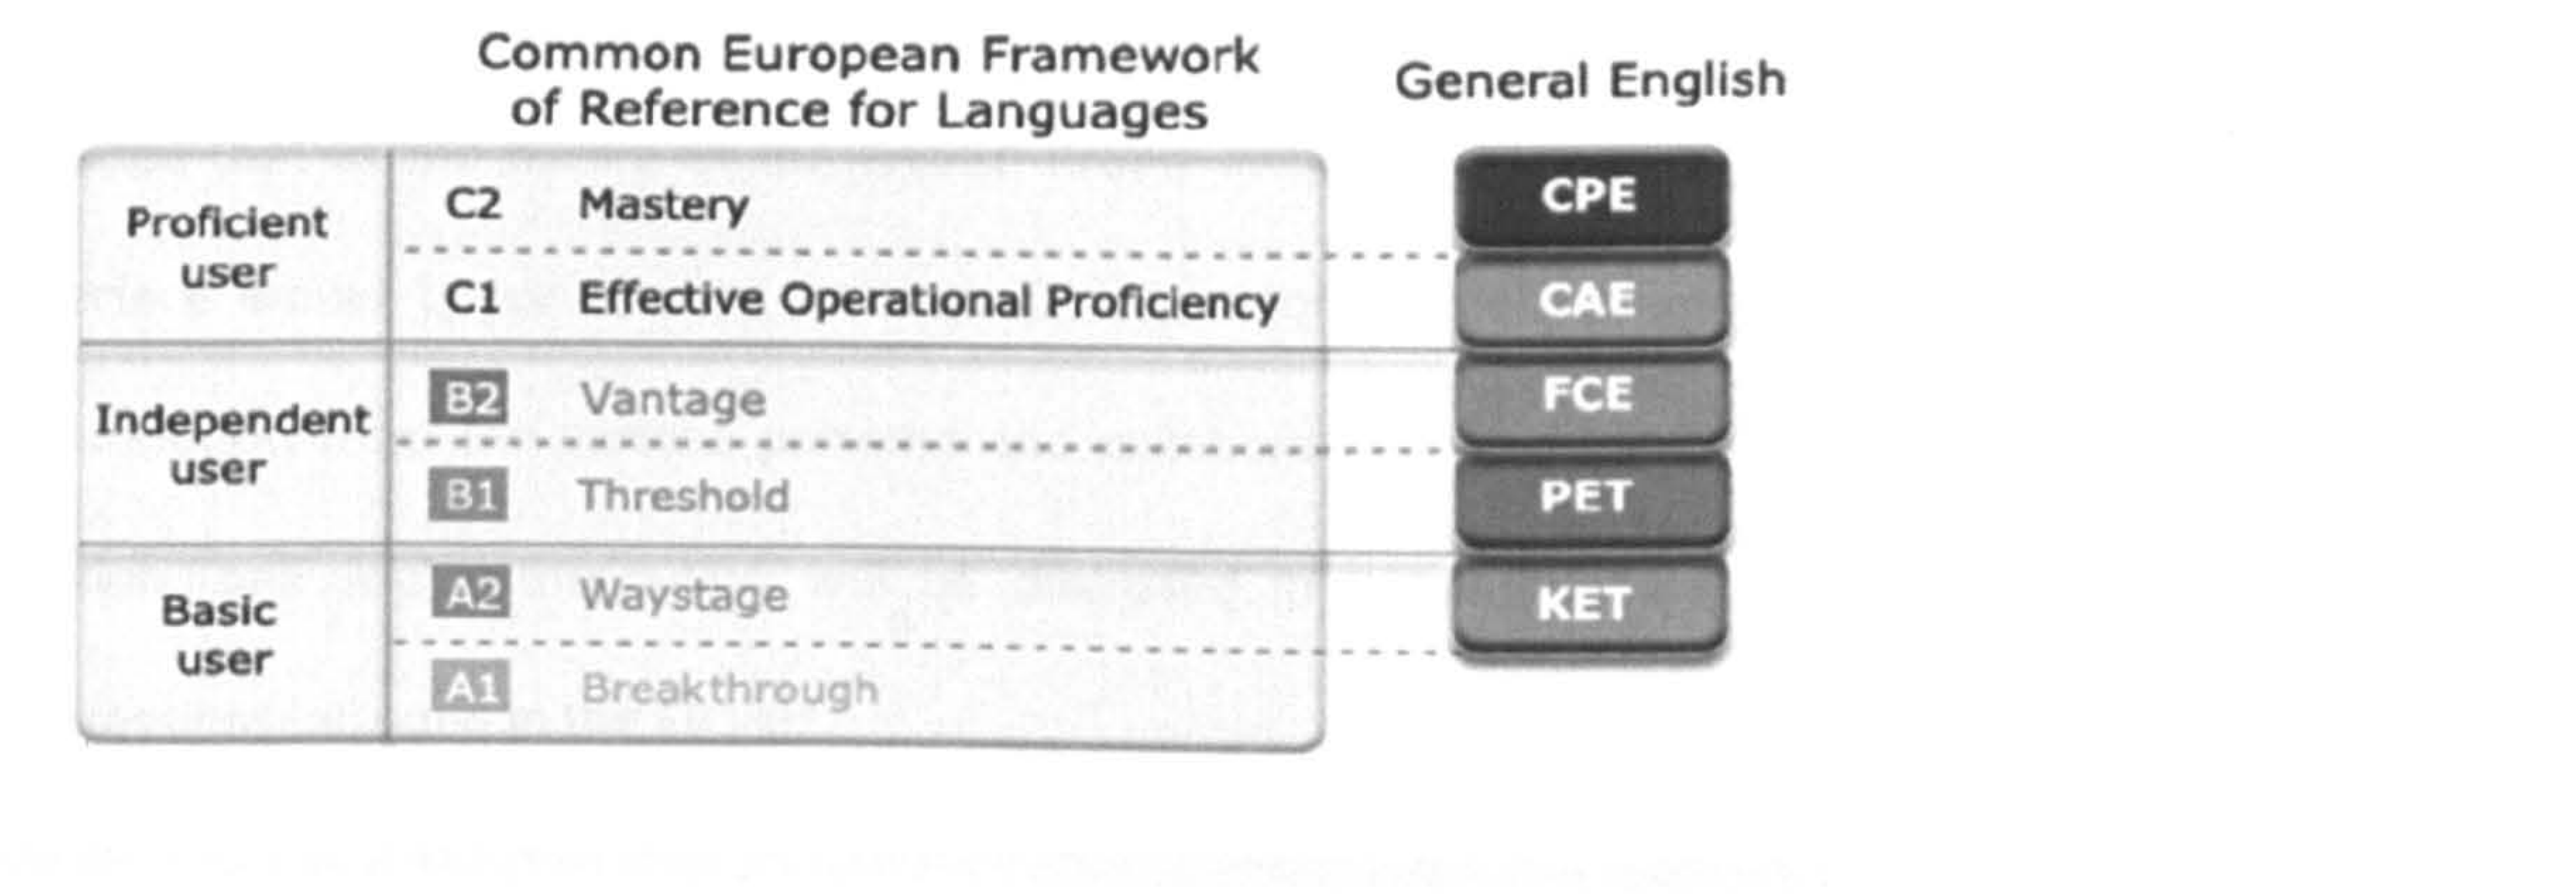 Common European Framework
of Reference for Languages
General English
Proficient
user
C2 Mastery
CPE
C1 Effective Operational Proficiency
CAE
Independent
user
B2 Vantage
FCE
B1 Threshold
PET
Basic
user
A2 Waystage
KET
A1 Breakthrough